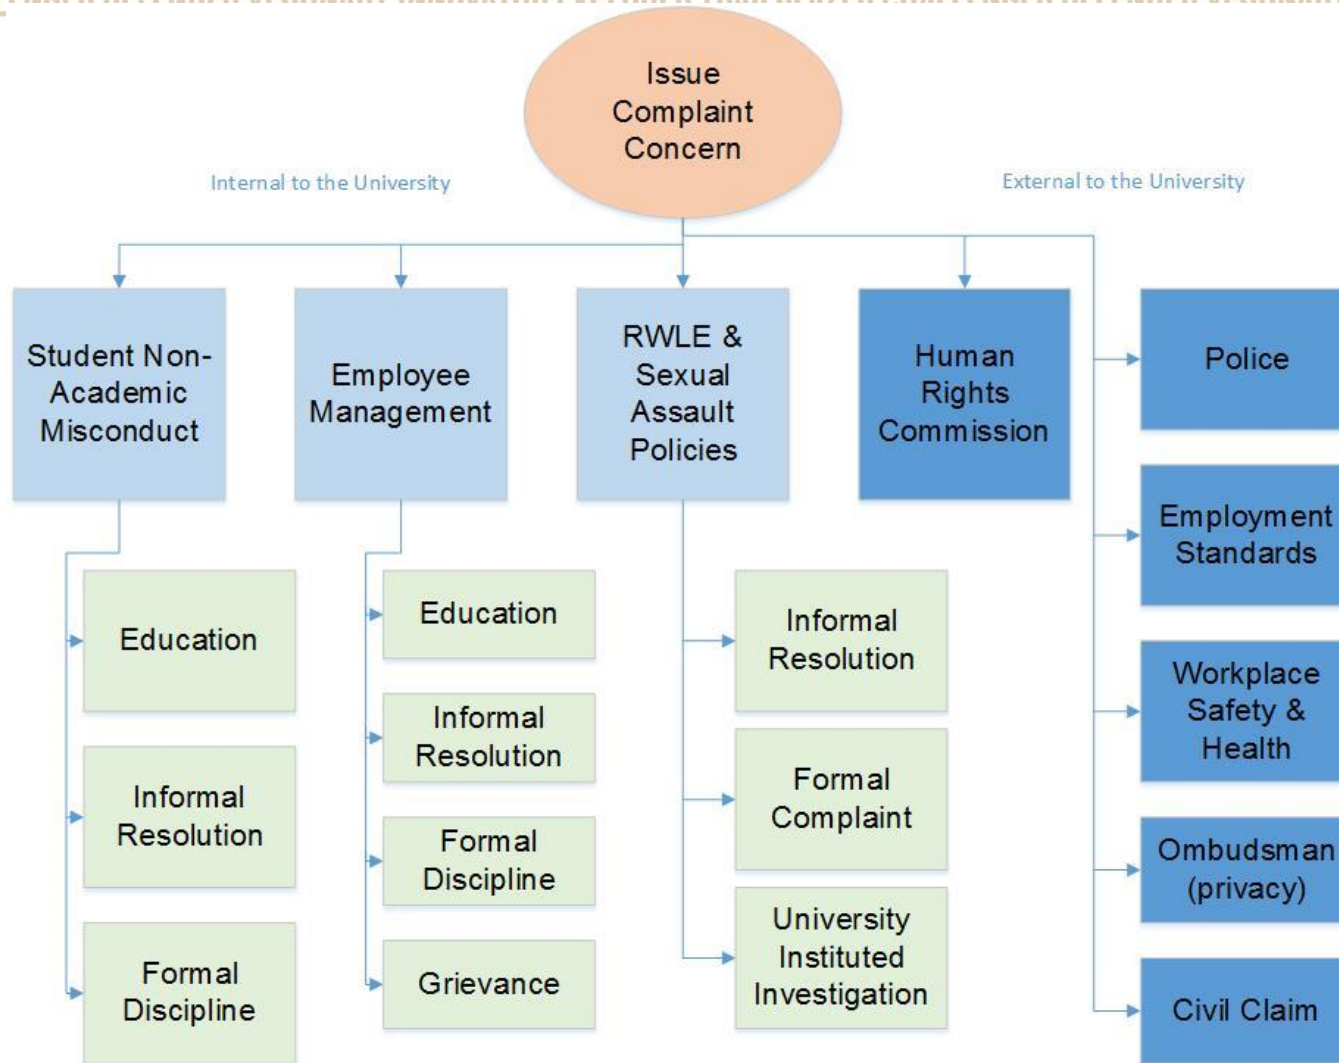 Issue
Complaint
Concern
Internal to the University
External to the University
Student Non-
Academic
Misconduct
Employee
Management
RWLE &
Sexual
Assault
Policies
Human
Rights
Commission
Police
Employment
Standards
Workplace
Safety &
Health
Ombudsman
(privacy)
Civil Claim
Education
Informal
Resolution
Formal
Discipline
Education
Informal
Resolution
Formal
Discipline
Grievance
Informal
Resolution
Formal
Complaint
University
Instituted
Investigation